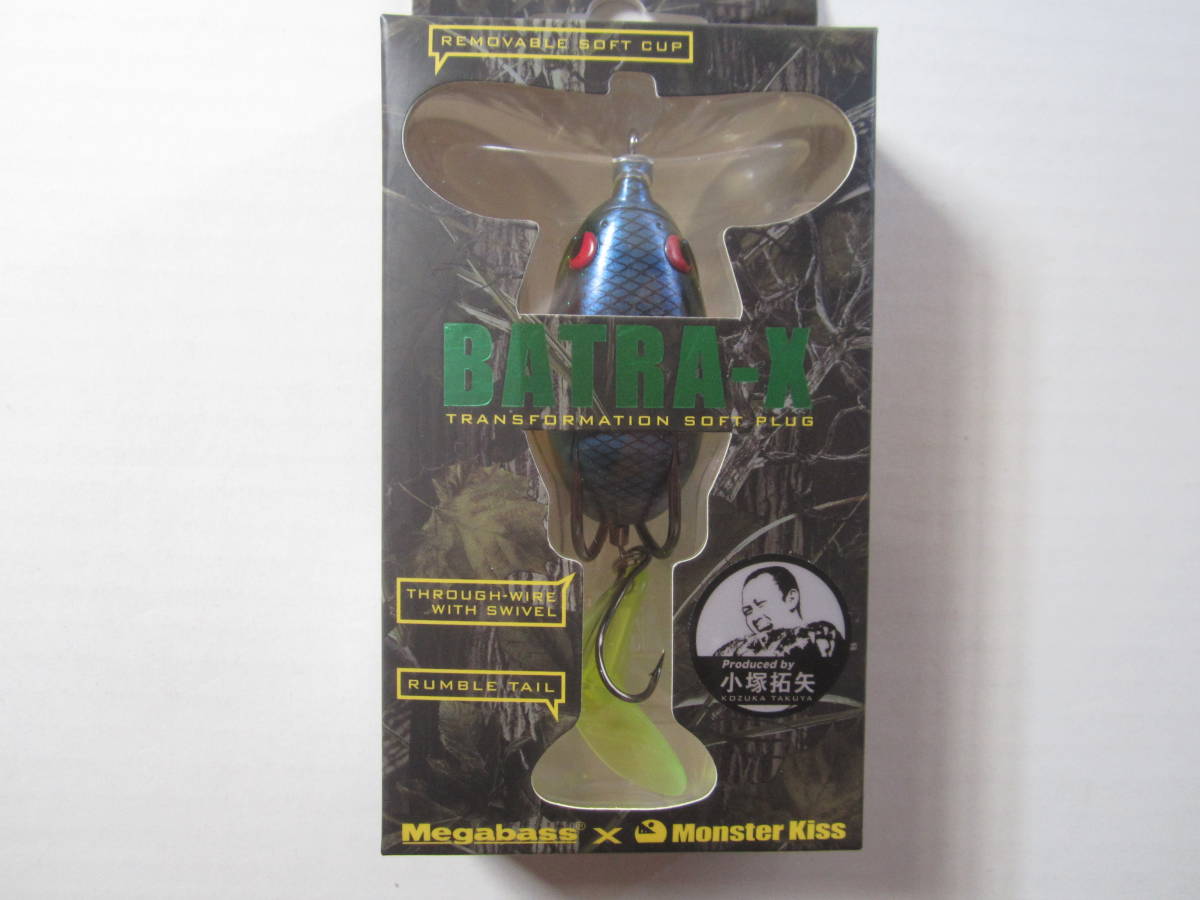 REMOVABLE SOFT CUP
BATRA-X
TRANSFORMATION SOFT PLUG
THROUGH-WIRE
WITH SWIVEL
RUMBLE TAIL
Produced by
小塚拓矢
KOZUKA TAKUYA
Megabass® X Monster Kiss